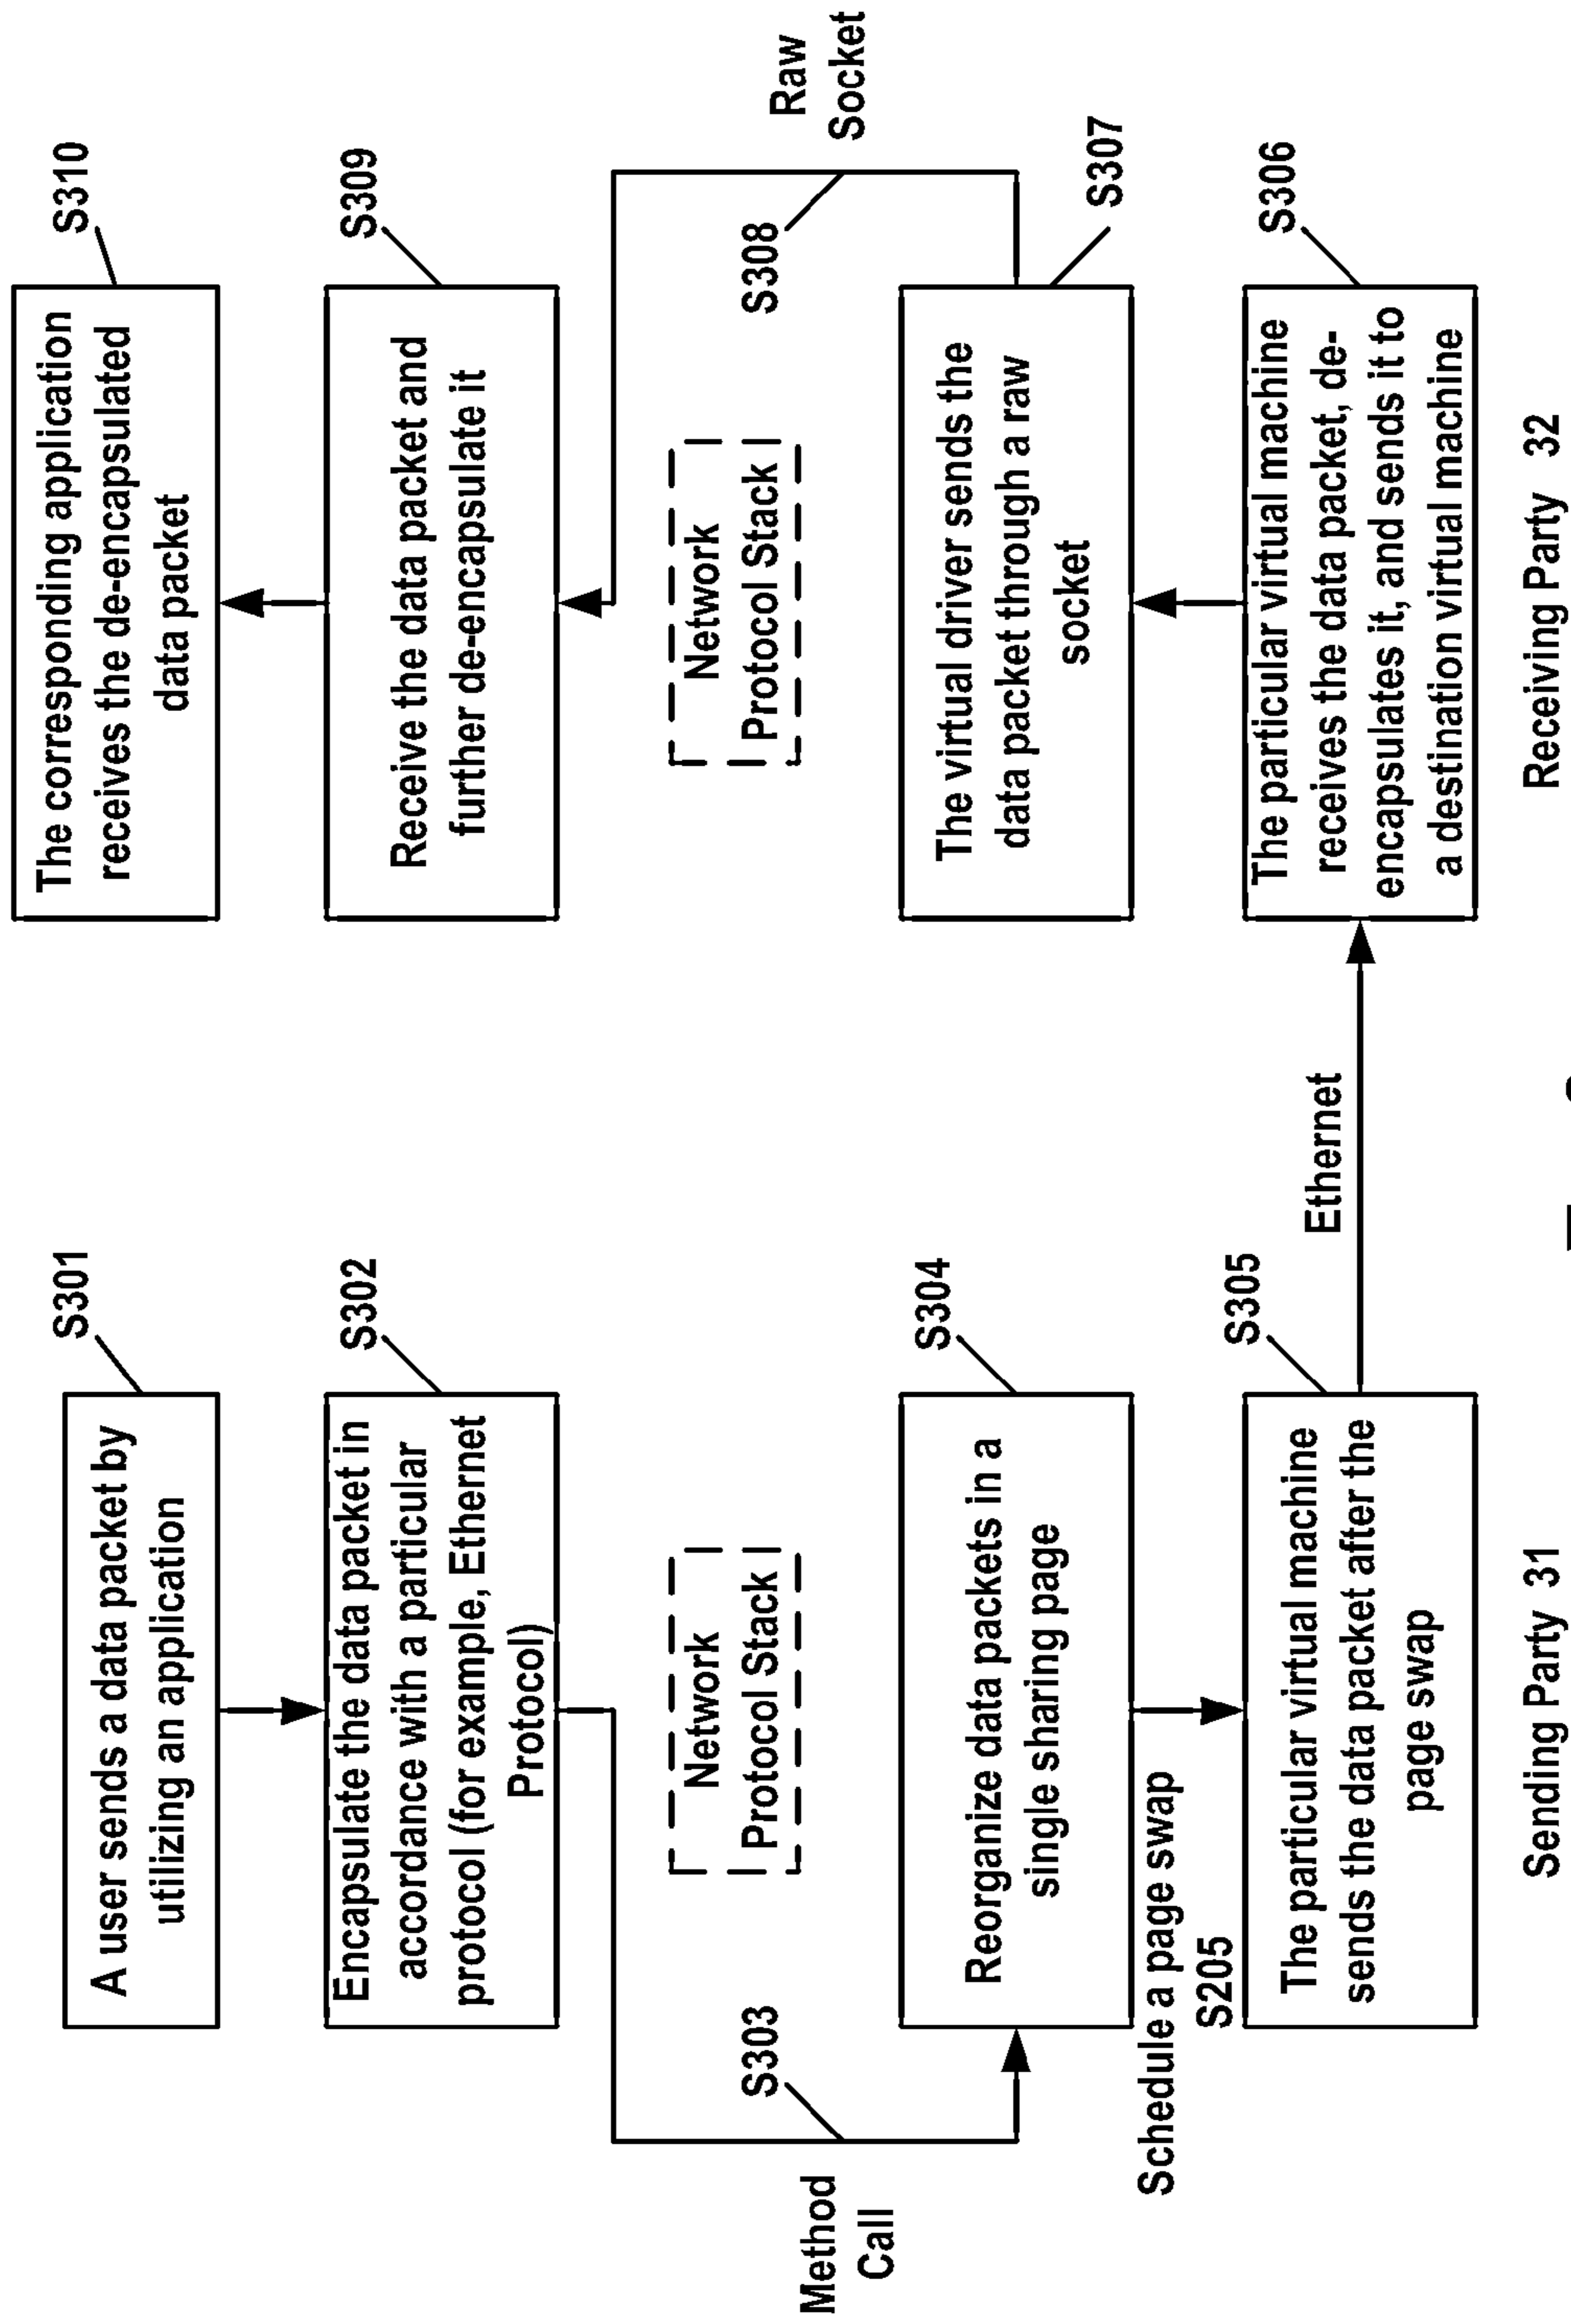 S301
A user sends a data packet by
utilizing an application
S302
Encapsulate the data packet in
accordance with a particular
protocol (for example, Ethernet
Protocol)
S303
Method
Call
Network
Protocol Stack
S304
Reorganize data packets in a
single sharing page
Schedule a page swap
S205
S305
The particular virtual machine
sends the data packet after the
page swap
Sending Party 31
Ethernet
S310
The corresponding application
receives the de-encapsulated
data packet
S309
Receive the data packet and
further de-encapsulate it
Raw
Socket
S308
Network
Protocol Stack
S307
The virtual driver sends the
data packet through a raw
socket
S306
The particular virtual machine
receives the data packet, de-
encapsulates it, and sends it to
a destination virtual machine
Receiving Party 32